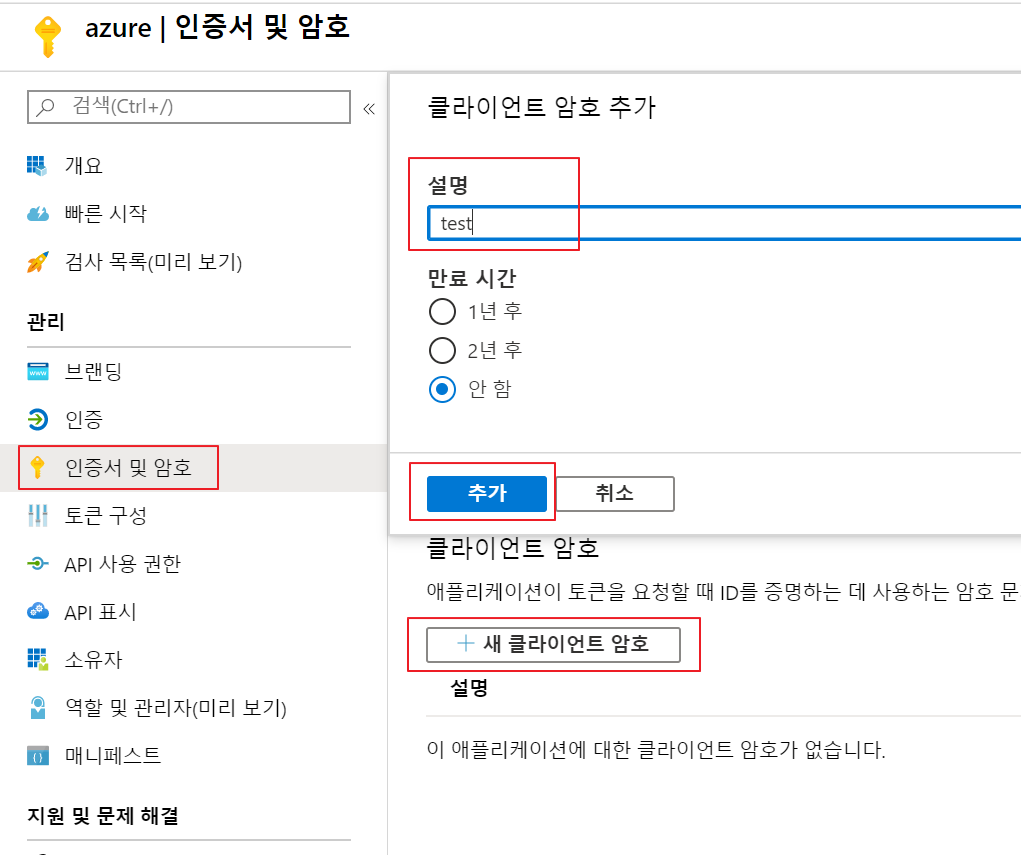 azure | 인증서 및 암호
검색(Ctrl+/)
«
개요
빠른 시작
검사 목록(미리 보기)
관리
브랜딩
인증
인증서 및 암호
토큰 구성
API 사용 권한
API 표시
소유자
역할 및 관리자(미리 보기)
매니페스트
지원 및 문제 해결
클라이언트 암호 추가
설명
test
만료 시간
1년 후
2년 후
안 함
추가
취소
클라이언트 암호
애플리케이션이 토큰을 요청할 때 ID를 증명하는 데 사용하는 암호 문
+ 새 클라이언트 암호
설명
이 애플리케이션에 대한 클라이언트 암호가 없습니다.